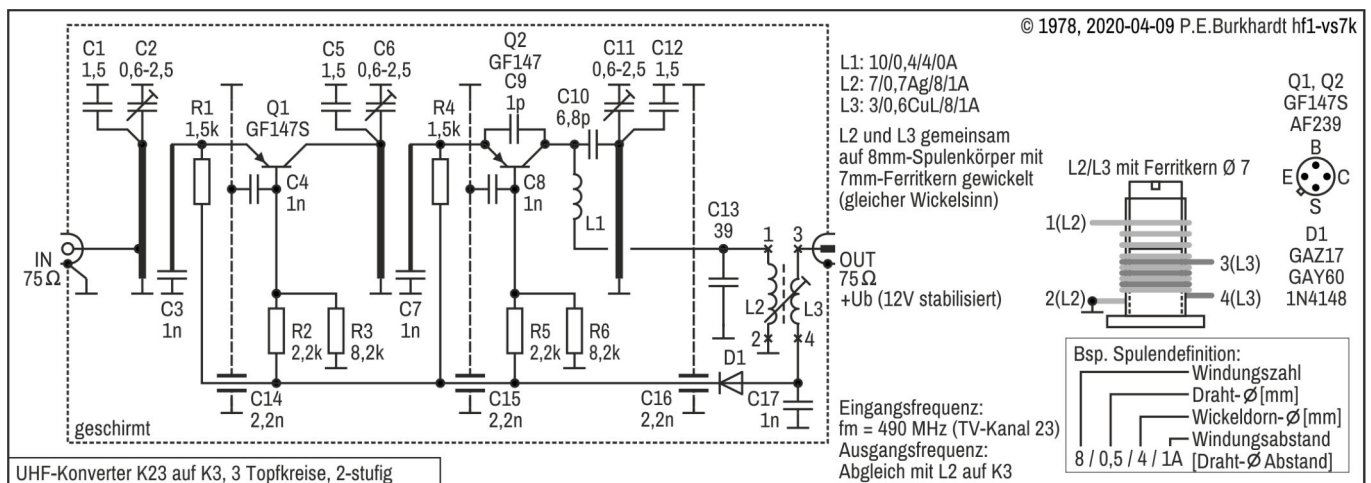 © 1978, 2020-04-09 P.E.Burkhardt hf1-vs7k
C1
1,5
C2
0,6-2,5
R1
1,5k
Q1
GF147S
C5
1,5
C6
0,6-2,5
R4
1,5k
Q2
GF147
C9
1p
C10
6,8p
C11
0,6-2,5
C12
1,5
C4
1n
C8
1n
L1
C13
39
IN
75Ω
C3
1n
C7
1n
R2
2,2k
R3
8,2k
R5
2,2k
R6
8,2k
1
3
L2
L3
2
4
OUT
75Ω
+Ub (12V stabilisiert)
D1
C14
2,2n
C15
2,2n
C16
2,2n
C17
1n
geschirmt
UHF-Konverter K23 auf K3, 3 Topfkreise, 2-stufig
L1: 10/0,4/4/0A
L2: 7/0,7Ag/8/1A
L3: 3/0,6CuL/8/1A
L2 und L3 gemeinsam
auf 8mm-Spulenkörper mit
7mm-Ferritkern gewickelt
(gleicher Wickelsinn)
L2/L3 mit Ferritkern Ø 7
1(L2)
2(L2)
3(L3)
4(L3)
Q1, Q2
GF147S
AF239
B
E
C
S
D1
GAZ17
GAY60
1N4148
Eingangsfrequenz:
fm = 490 MHz (TV-Kanal 23)
Ausgangsfrequenz:
Abgleich mit L2 auf K3
Bsp. Spulendefinition:
Windungszahl
Draht-Ø [mm]
Wickeldorn-Ø [mm]
Windungsabstand
8 / 0,5 / 4 / 1A [Draht-Ø Abstand]